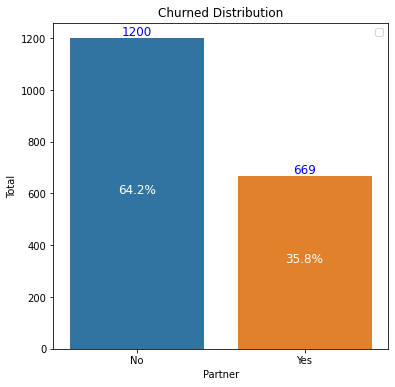 Churned Distribution
1200
1200
1000
800
669
600
64.2%
400
35.8%
200
0
Total
No
Yes
Partner